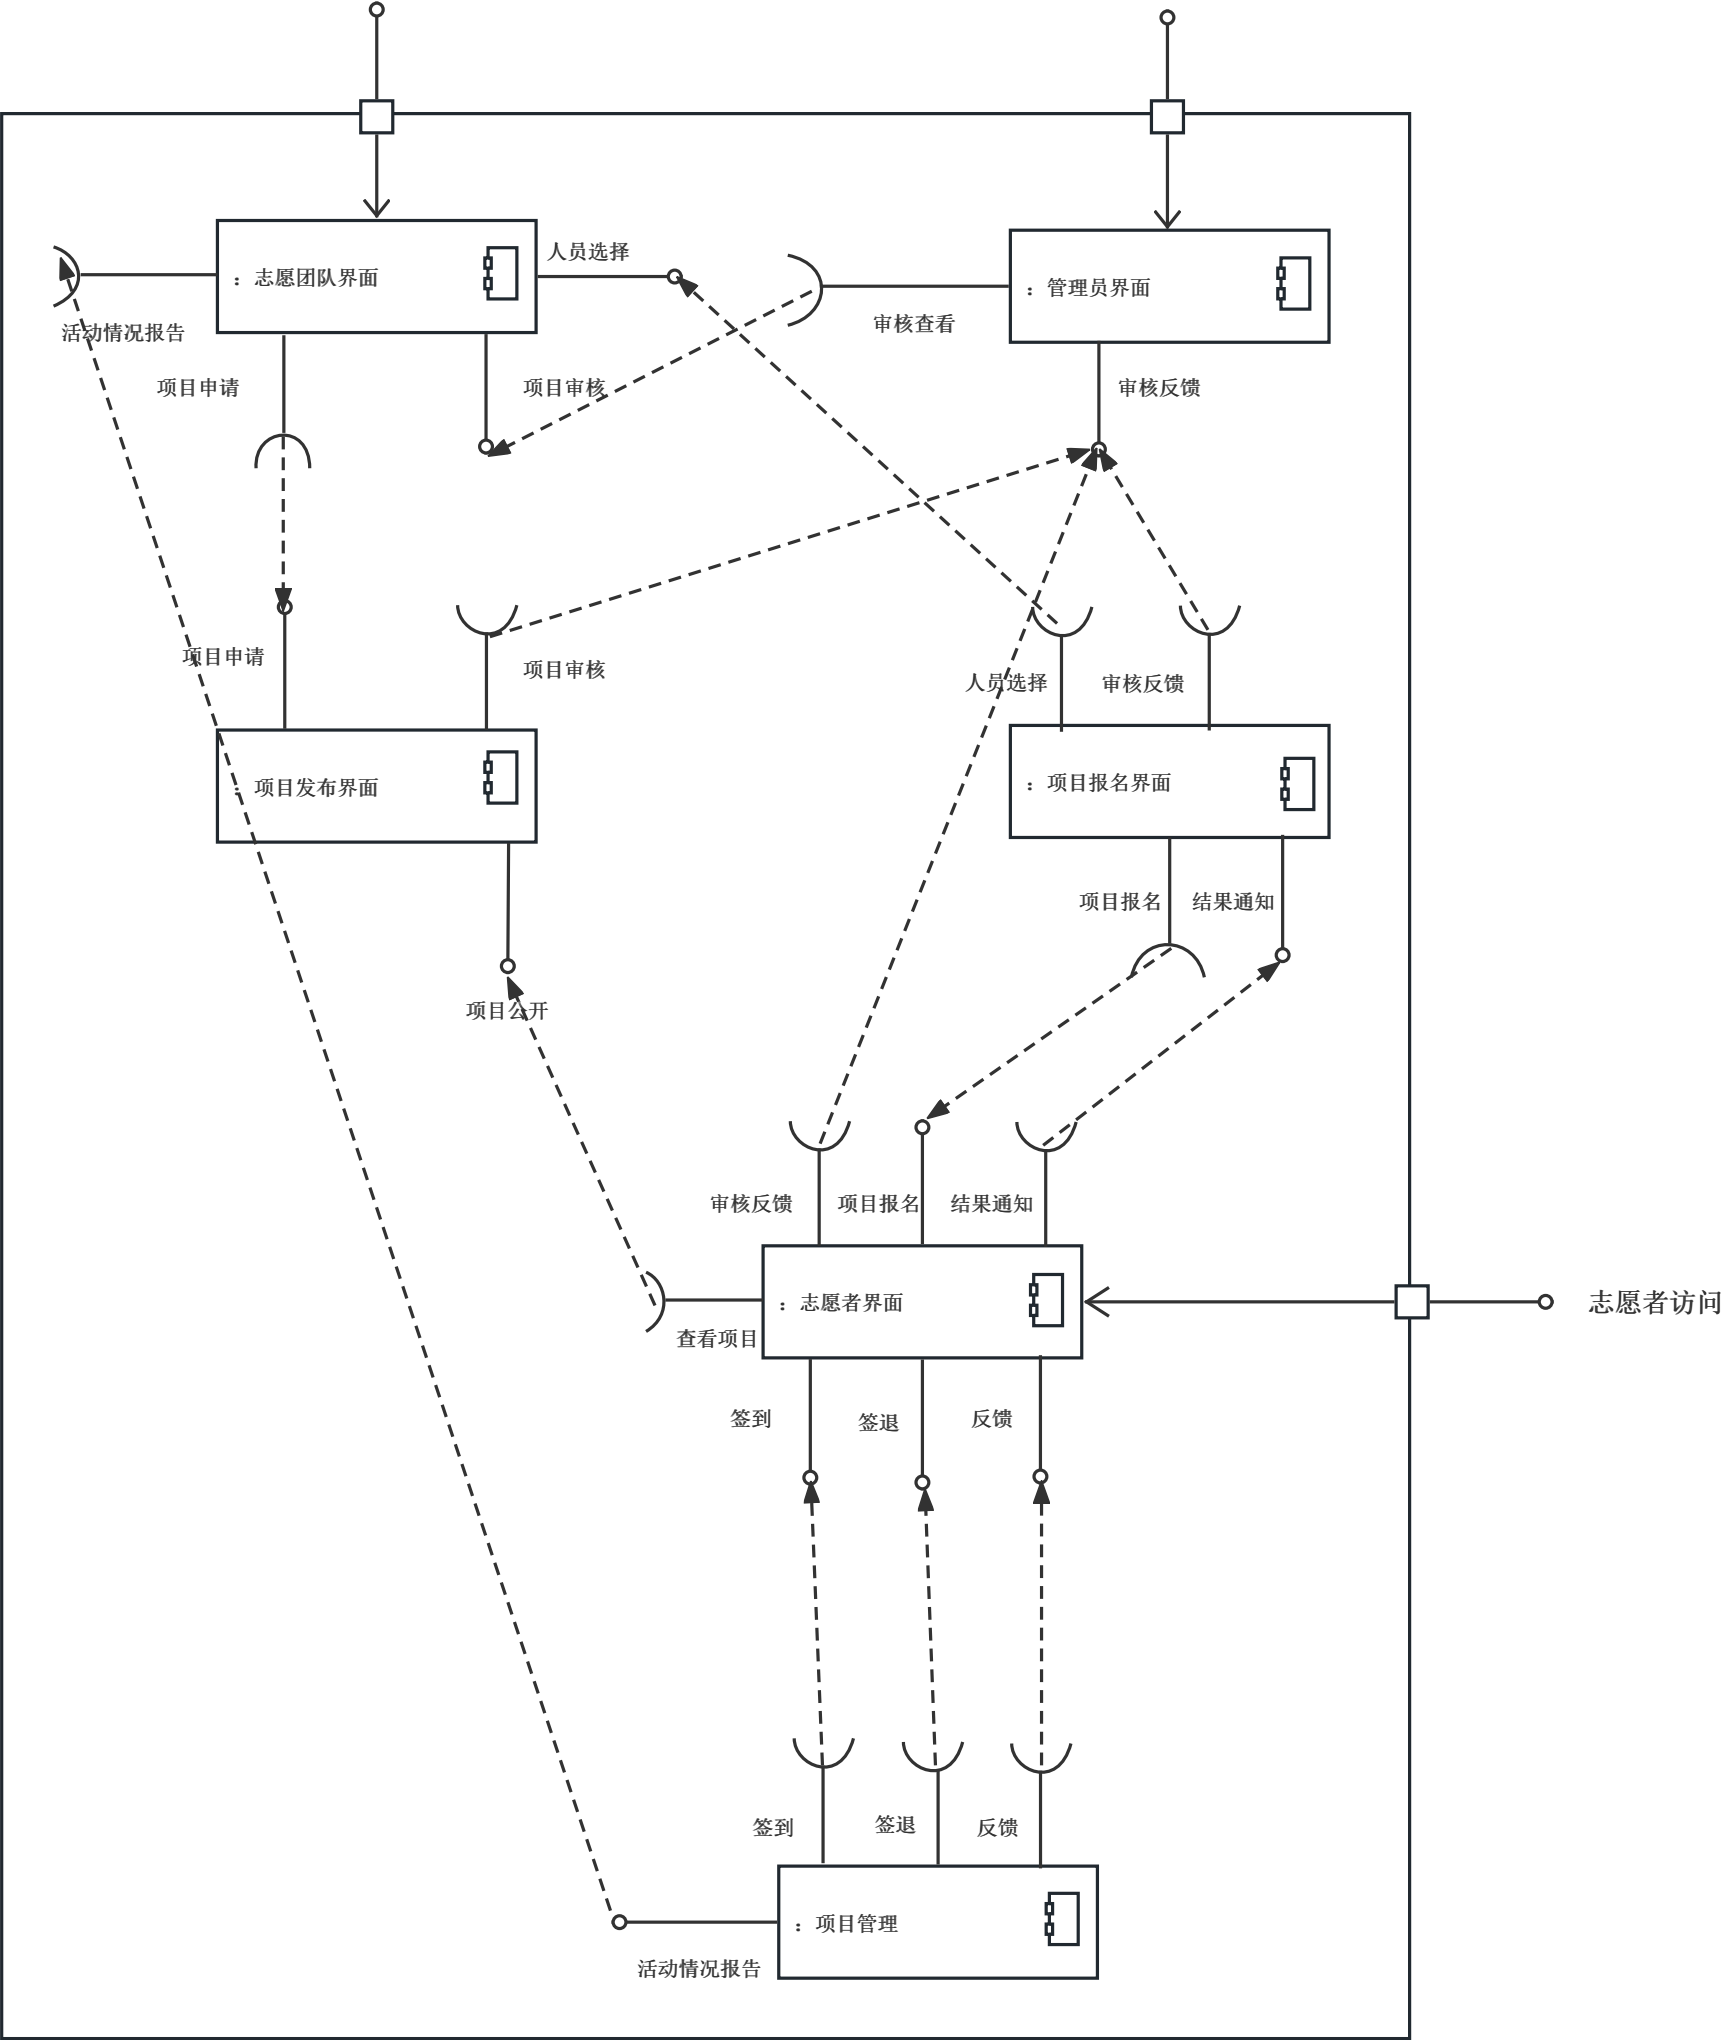 人员选择
：志愿团队界面
：管理员界面
审核查看
活动情况报告
项目申请
项目审核
审核反馈
项目申请
项目审核
人员选择
审核反馈
：项目发布界面
：项目报名界面
项目报名
结果通知
项目公开
审核反馈
项目报名
结果通知
：志愿者界面
志愿者访问
查看项目
签到
签退
反馈
签到
签退
反馈
：项目管理
活动情况报告